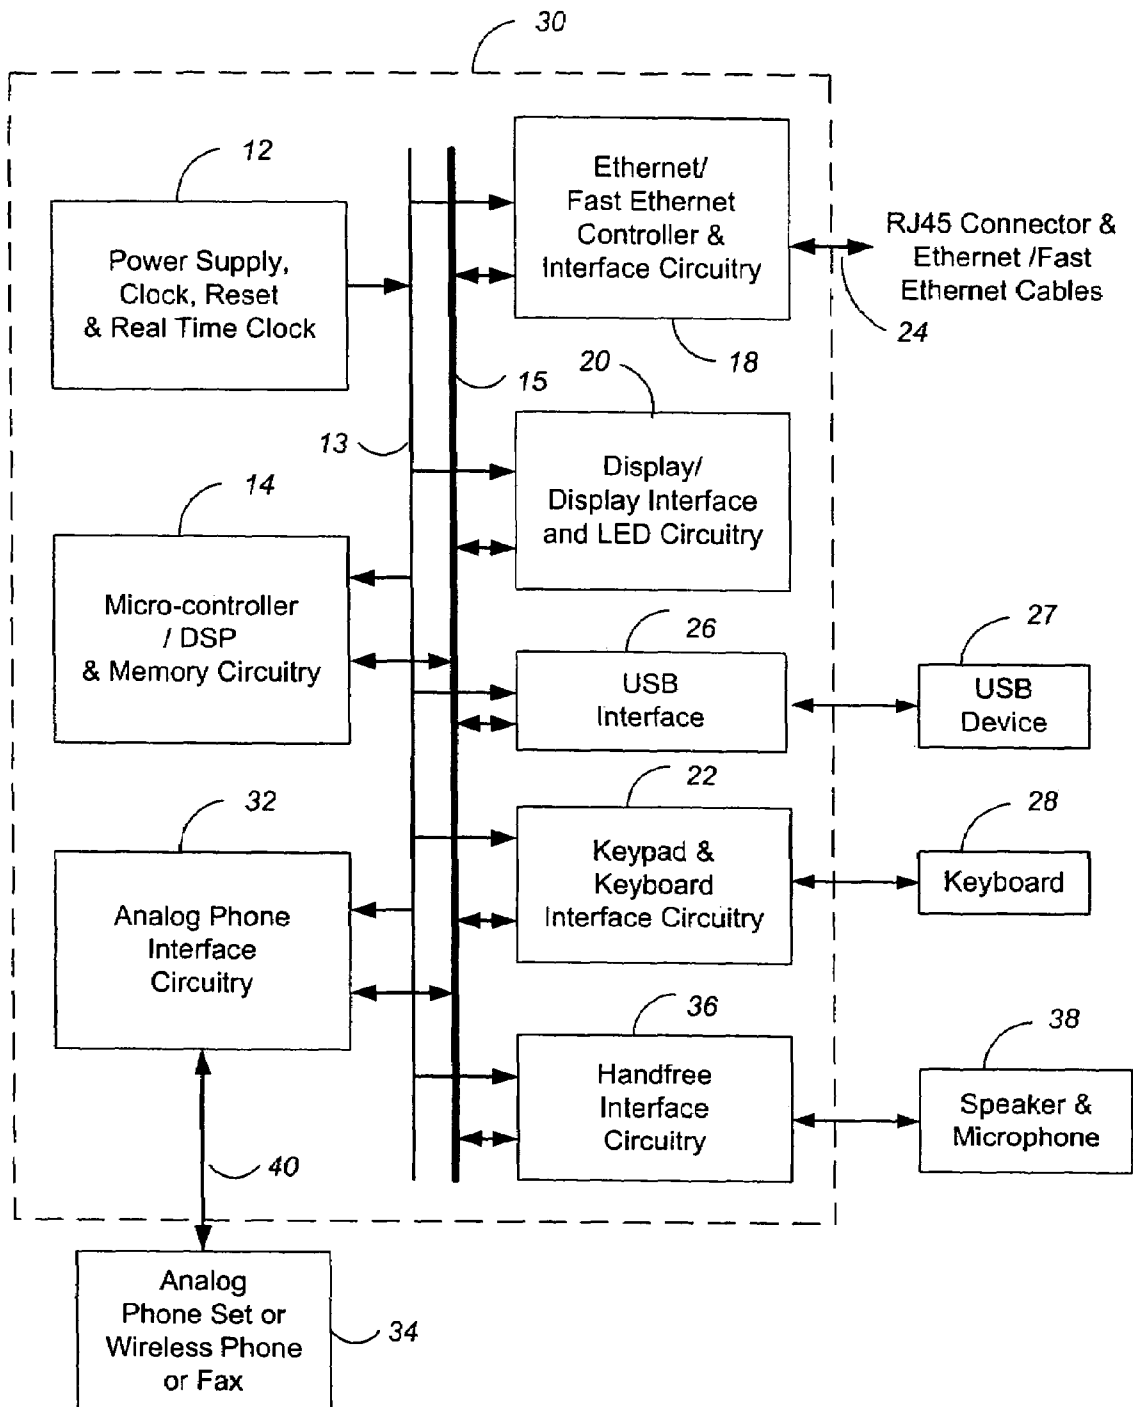 30
12
Power Supply,
Clock, Reset
& Real Time Clock
Ethernet/
Fast Ethernet
Controller &
Interface Circuitry
18
RJ45 Connector &
Ethernet /Fast
Ethernet Cables
24
15
13
20
Display/
Display Interface
and LED Circuitry
14
Micro-controller
/ DSP
& Memory Circuitry
26
USB
Interface
27
USB
Device
22
Keypad &
Keyboard
Interface Circuitry
28
Keyboard
32
Analog Phone
Interface
Circuitry
36
Handfree
Interface
Circuitry
38
Speaker &
Microphone
40
Analog
Phone Set or
Wireless Phone
or Fax
34